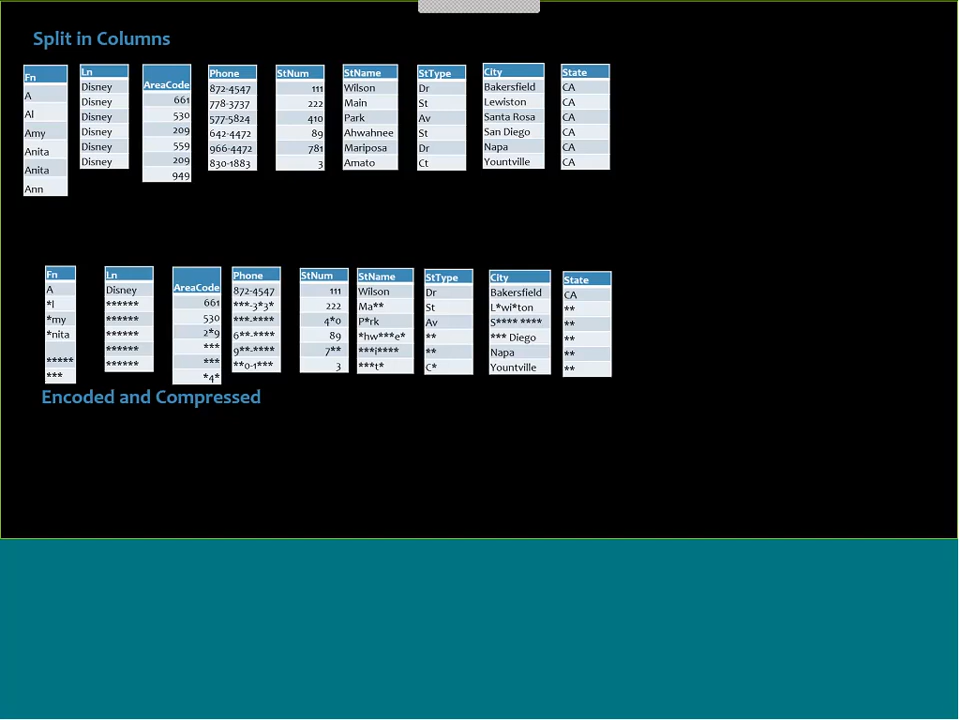 Split in Columns
Fn Ln AreaCode Phone StNum StName StType City State
A Disney 661 872-4547 111 Wilson Dr Bakersfield CA
Al Disney 530 778-3737 222 Main St Lewiston CA
Amy Disney 209 577-5824 410 Park Av Santa Rosa CA
Anita Disney 559 642-4472 89 Ahwahnee St San Diego CA
Anita Disney 209 966-4472 781 Mariposa Dr Napa CA
Ann Disney 949 830-1883 3 Amato Ct Yountville CA
Fn Ln AreaCode Phone StNum StName StType City State
A Disney 661 872-4547 111 Wilson Dr Bakersfield CA
*l ****** 530 ***-3*3* 222 Ma** St L*wi*ton **
*my ****** 2*9 ***-**** 4*0 P*rk Av S**** **** **
*nita ****** *** 6**-**** 89 *hw***e* ** *** Diego **
***** ****** *** 9**-**** 7** ***i**** ** Napa **
*** ****** *4* **0-1*** 3 ***t* C* Yountville **
Encoded and Compressed